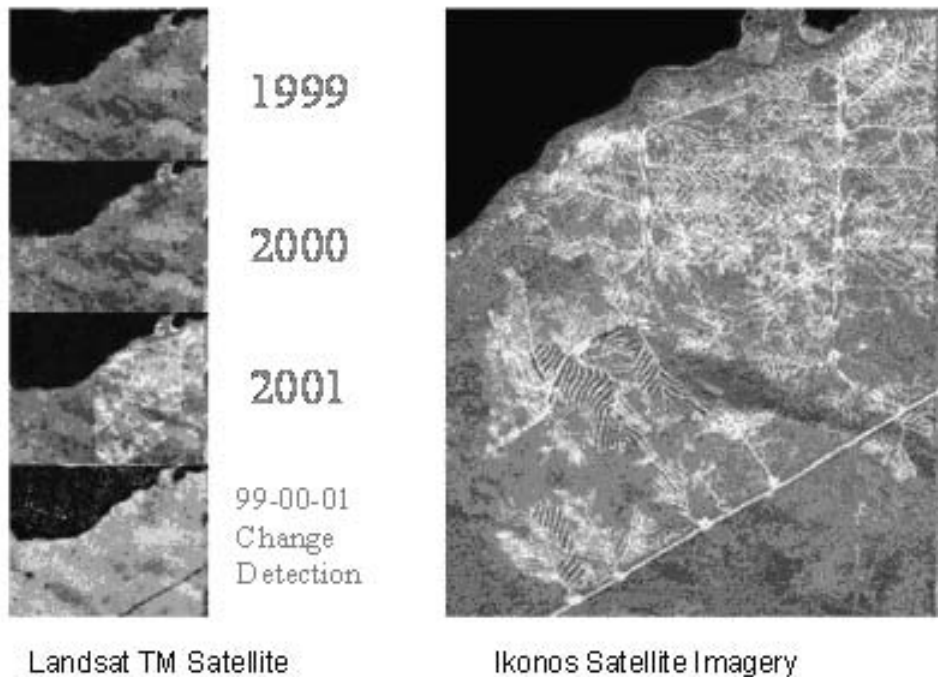 1999
2000
2001
99-00-01
Change
Detection
Landsat TM Satellite
Ikonos Satellite Imagery